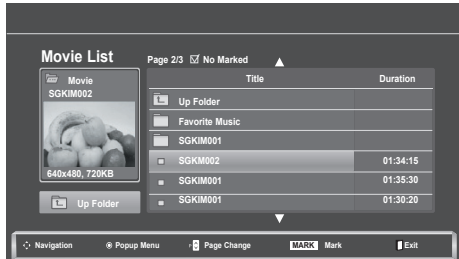 Movie List
Page 2/3 ☑ No Marked
Movie
SGKIM002
640x480, 720KB
Up Folder
Title Duration
Up Folder
Favorite Music
SGKIM001
SGKM002 01:34:15
SGKIM001 01:35:30
SGKIM001 01:30:20
Navigation Popup Menu Page Change MARK Mark Exit